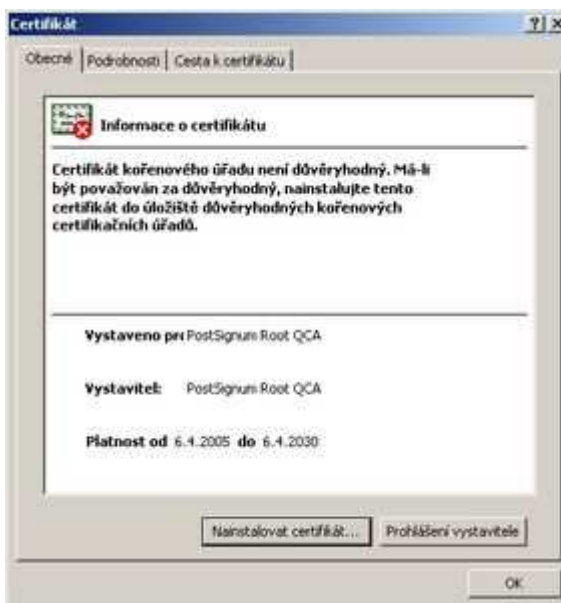 Certifikát
Obecné Podrobnosti Cesta k certifikátu
Informace o certifikátu
Certifikát kořenového úřadu není důvěryhodný. Má-li
být považován za důvěryhodný, nainstalujte tento
certifikát do úložiště důvěryhodných kořenových
certifikačních úřadů.
Vystaveno pro PostSignum Root QCA
Vystavitel: PostSignum Root QCA
Platnost od 6.4.2005 do 6.4.2030
Nainstalovat certifikát... Prohlášení vystavitele
OK